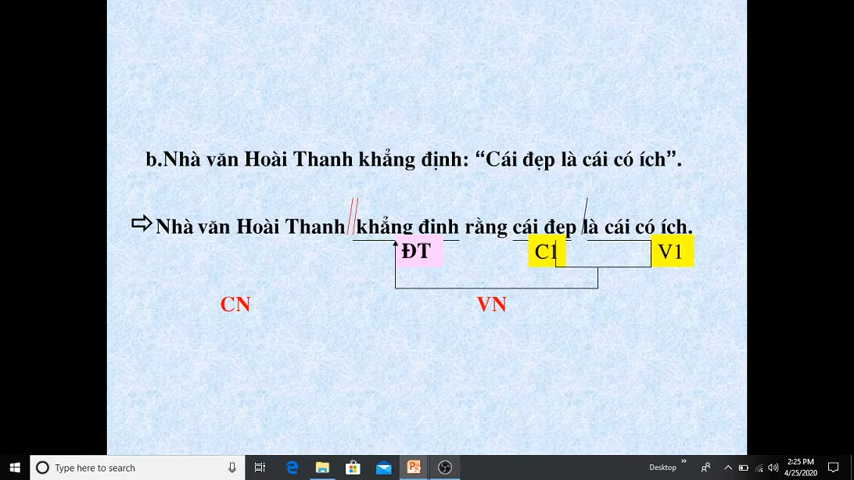 b.Nhà văn Hoài Thanh khẳng định: “Cái đẹp là cái có ích”.
Nhà văn Hoài Thanh khẳng định rằng cái đẹp là cái có ích.
ĐT C1 V1
CN VN
Type here to search
Desktop
2:25 PM
4/25/2020